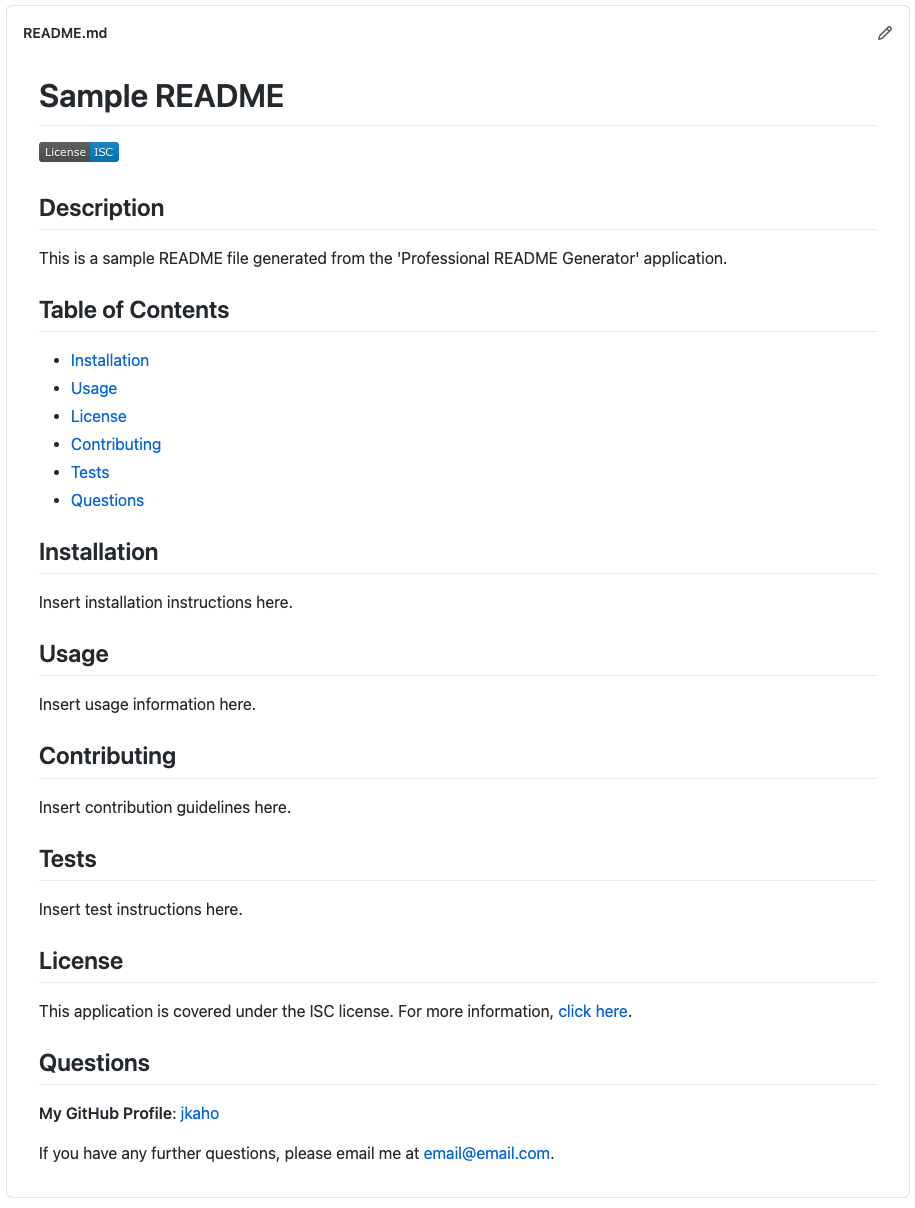 README.md
Sample README
License ISC
Description
This is a sample README file generated from the 'Professional README Generator' application.
Table of Contents
Installation
Usage
License
Contributing
Tests
Questions
Installation
Insert installation instructions here.
Usage
Insert usage information here.
Contributing
Insert contribution guidelines here.
Tests
Insert test instructions here.
License
This application is covered under the ISC license. For more information, click here.
Questions
My GitHub Profile: jkaho
If you have any further questions, please email me at email@email.com.